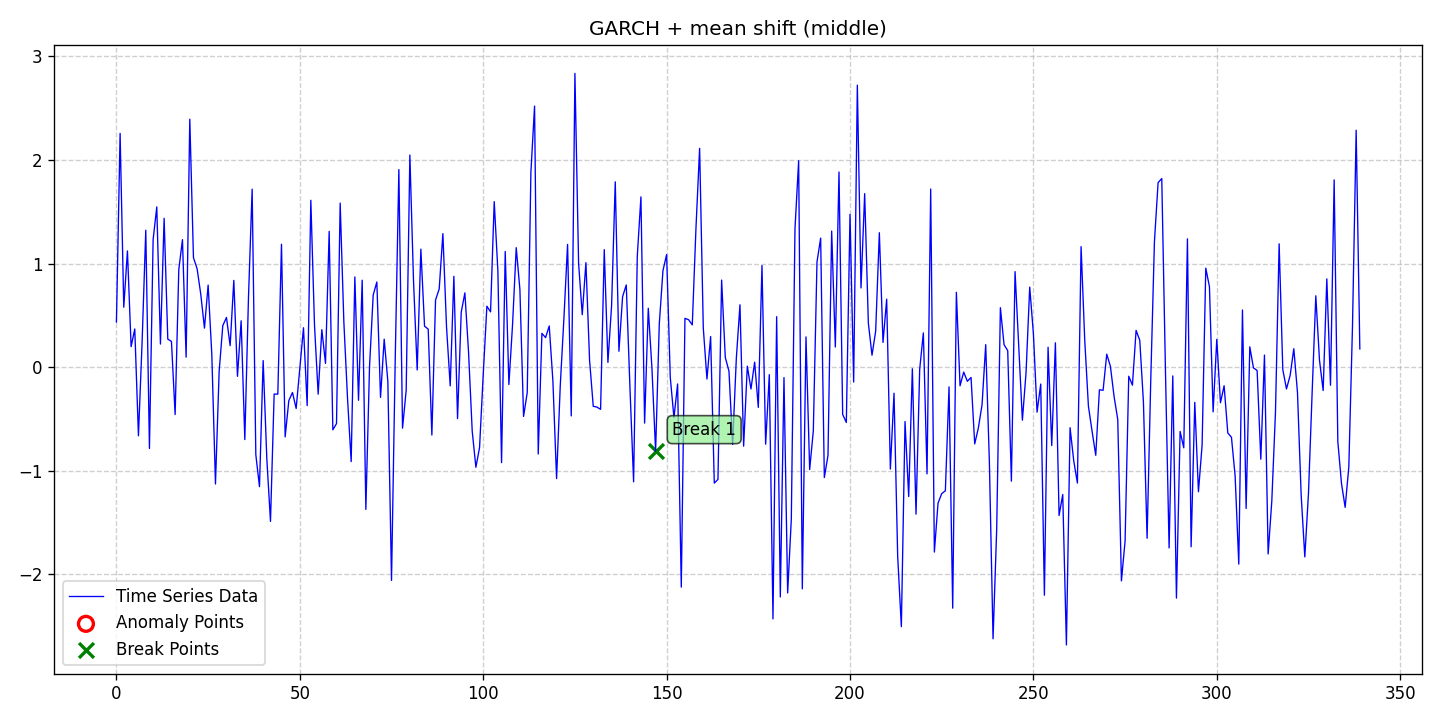 GARCH + mean shift (middle)
3
2
1
0
−1
−2
Break 1
Time Series Data
Anomaly Points
Break Points
0 50 100 150 200 250 300 350